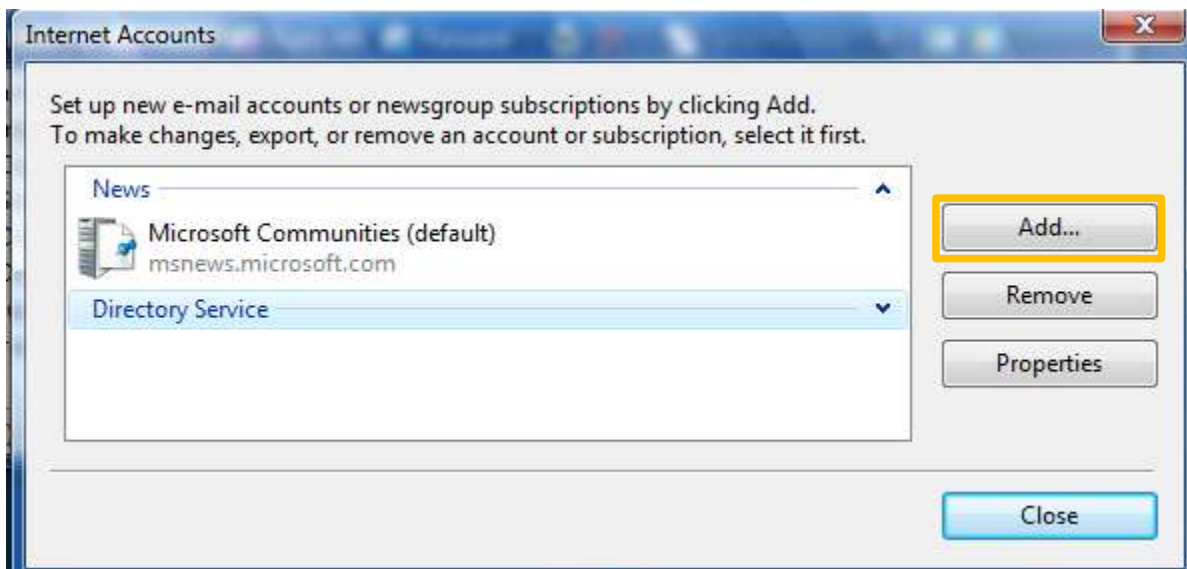 Internet Accounts
Set up new e-mail accounts or newsgroup subscriptions by clicking Add.
To make changes, export, or remove an account or subscription, select it first.
News
Microsoft Communities (default)
msnews.microsoft.com
Directory Service
Add...
Remove
Properties
Close